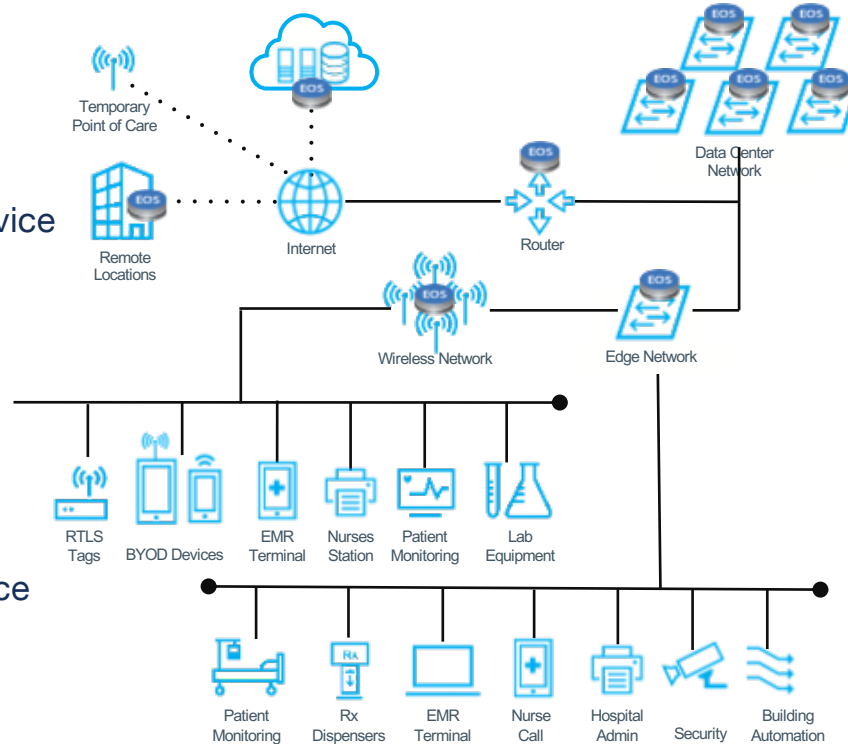 EOS
EOS
EOS
EOS
EOS
EOS
Temporary
Point of Care
EOS
Data Center
Network
EOS
vice
Internet
Router
Remote
Locations
EOS
EOS
Wireless Network
Edge Network
RTLS
Tags
BYOD Devices
EMR
Terminal
Nurses
Station
Patient
Monitoring
Lab
Equipment
ce
Rx
Patient
Monitoring
Rx
Dispensers
EMR
Terminal
Nurse
Call
Hospital
Admin
Security
Building
Automation